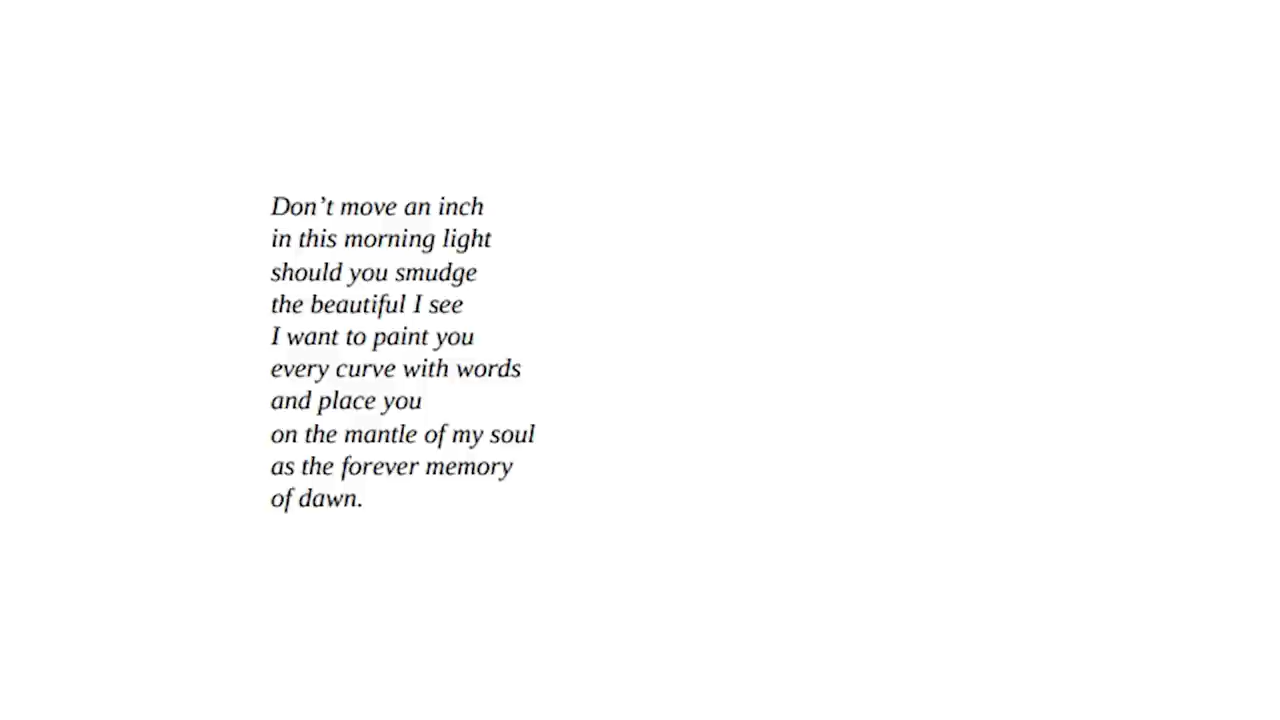 Don’t move an inch
in this morning light
should you smudge
the beautiful I see
I want to paint you
every curve with words
and place you
on the mantle of my soul
as the forever memory
of dawn.